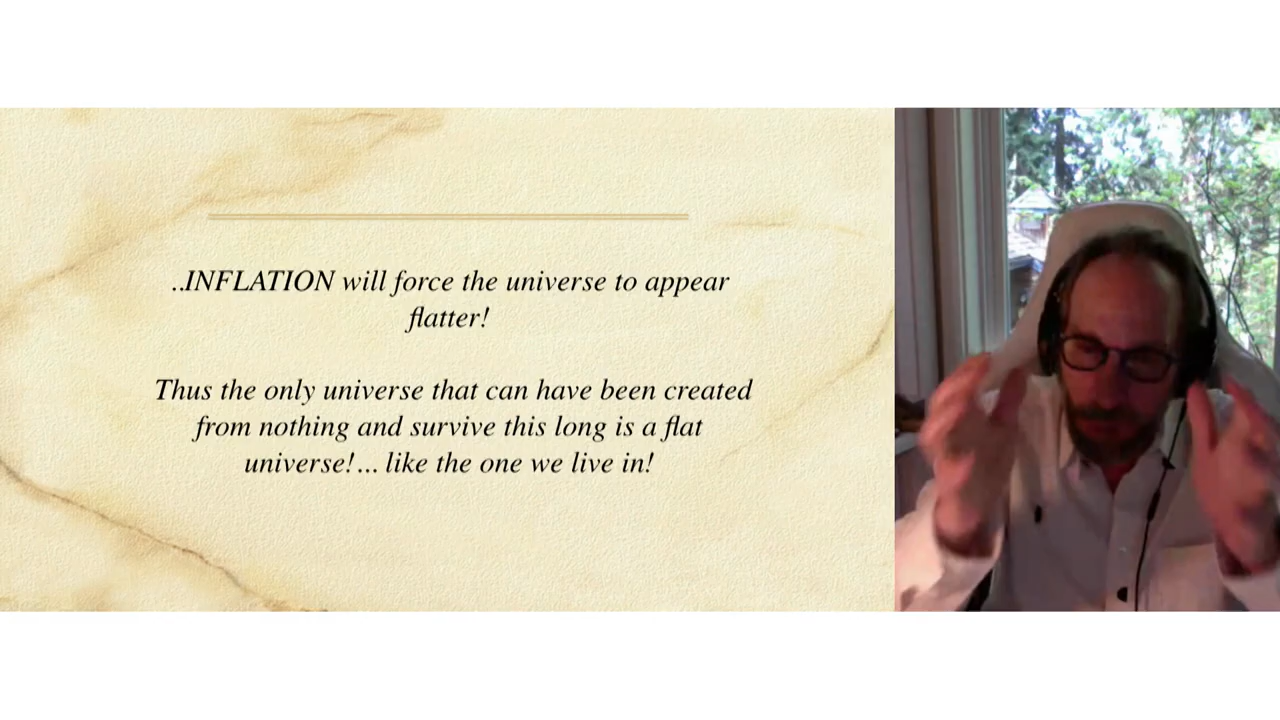 ..INFLATION will force the universe to appear
flatter!
Thus the only universe that can have been created
from nothing and survive this long is a flat
universe!... like the one we live in!